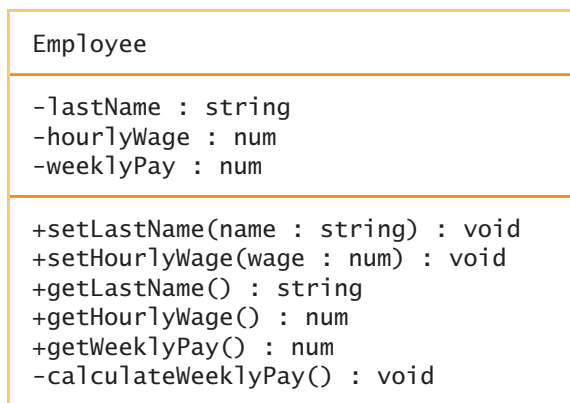 Employee
-lastName : string
-hourlyWage : num
-weeklyPay : num
+setLastName(name : string) : void
+setHourlyWage(wage : num) : void
+getLastName() : string
+getHourlyWage() : num
+getWeeklyPay() : num
-calculateWeeklyPay() : void